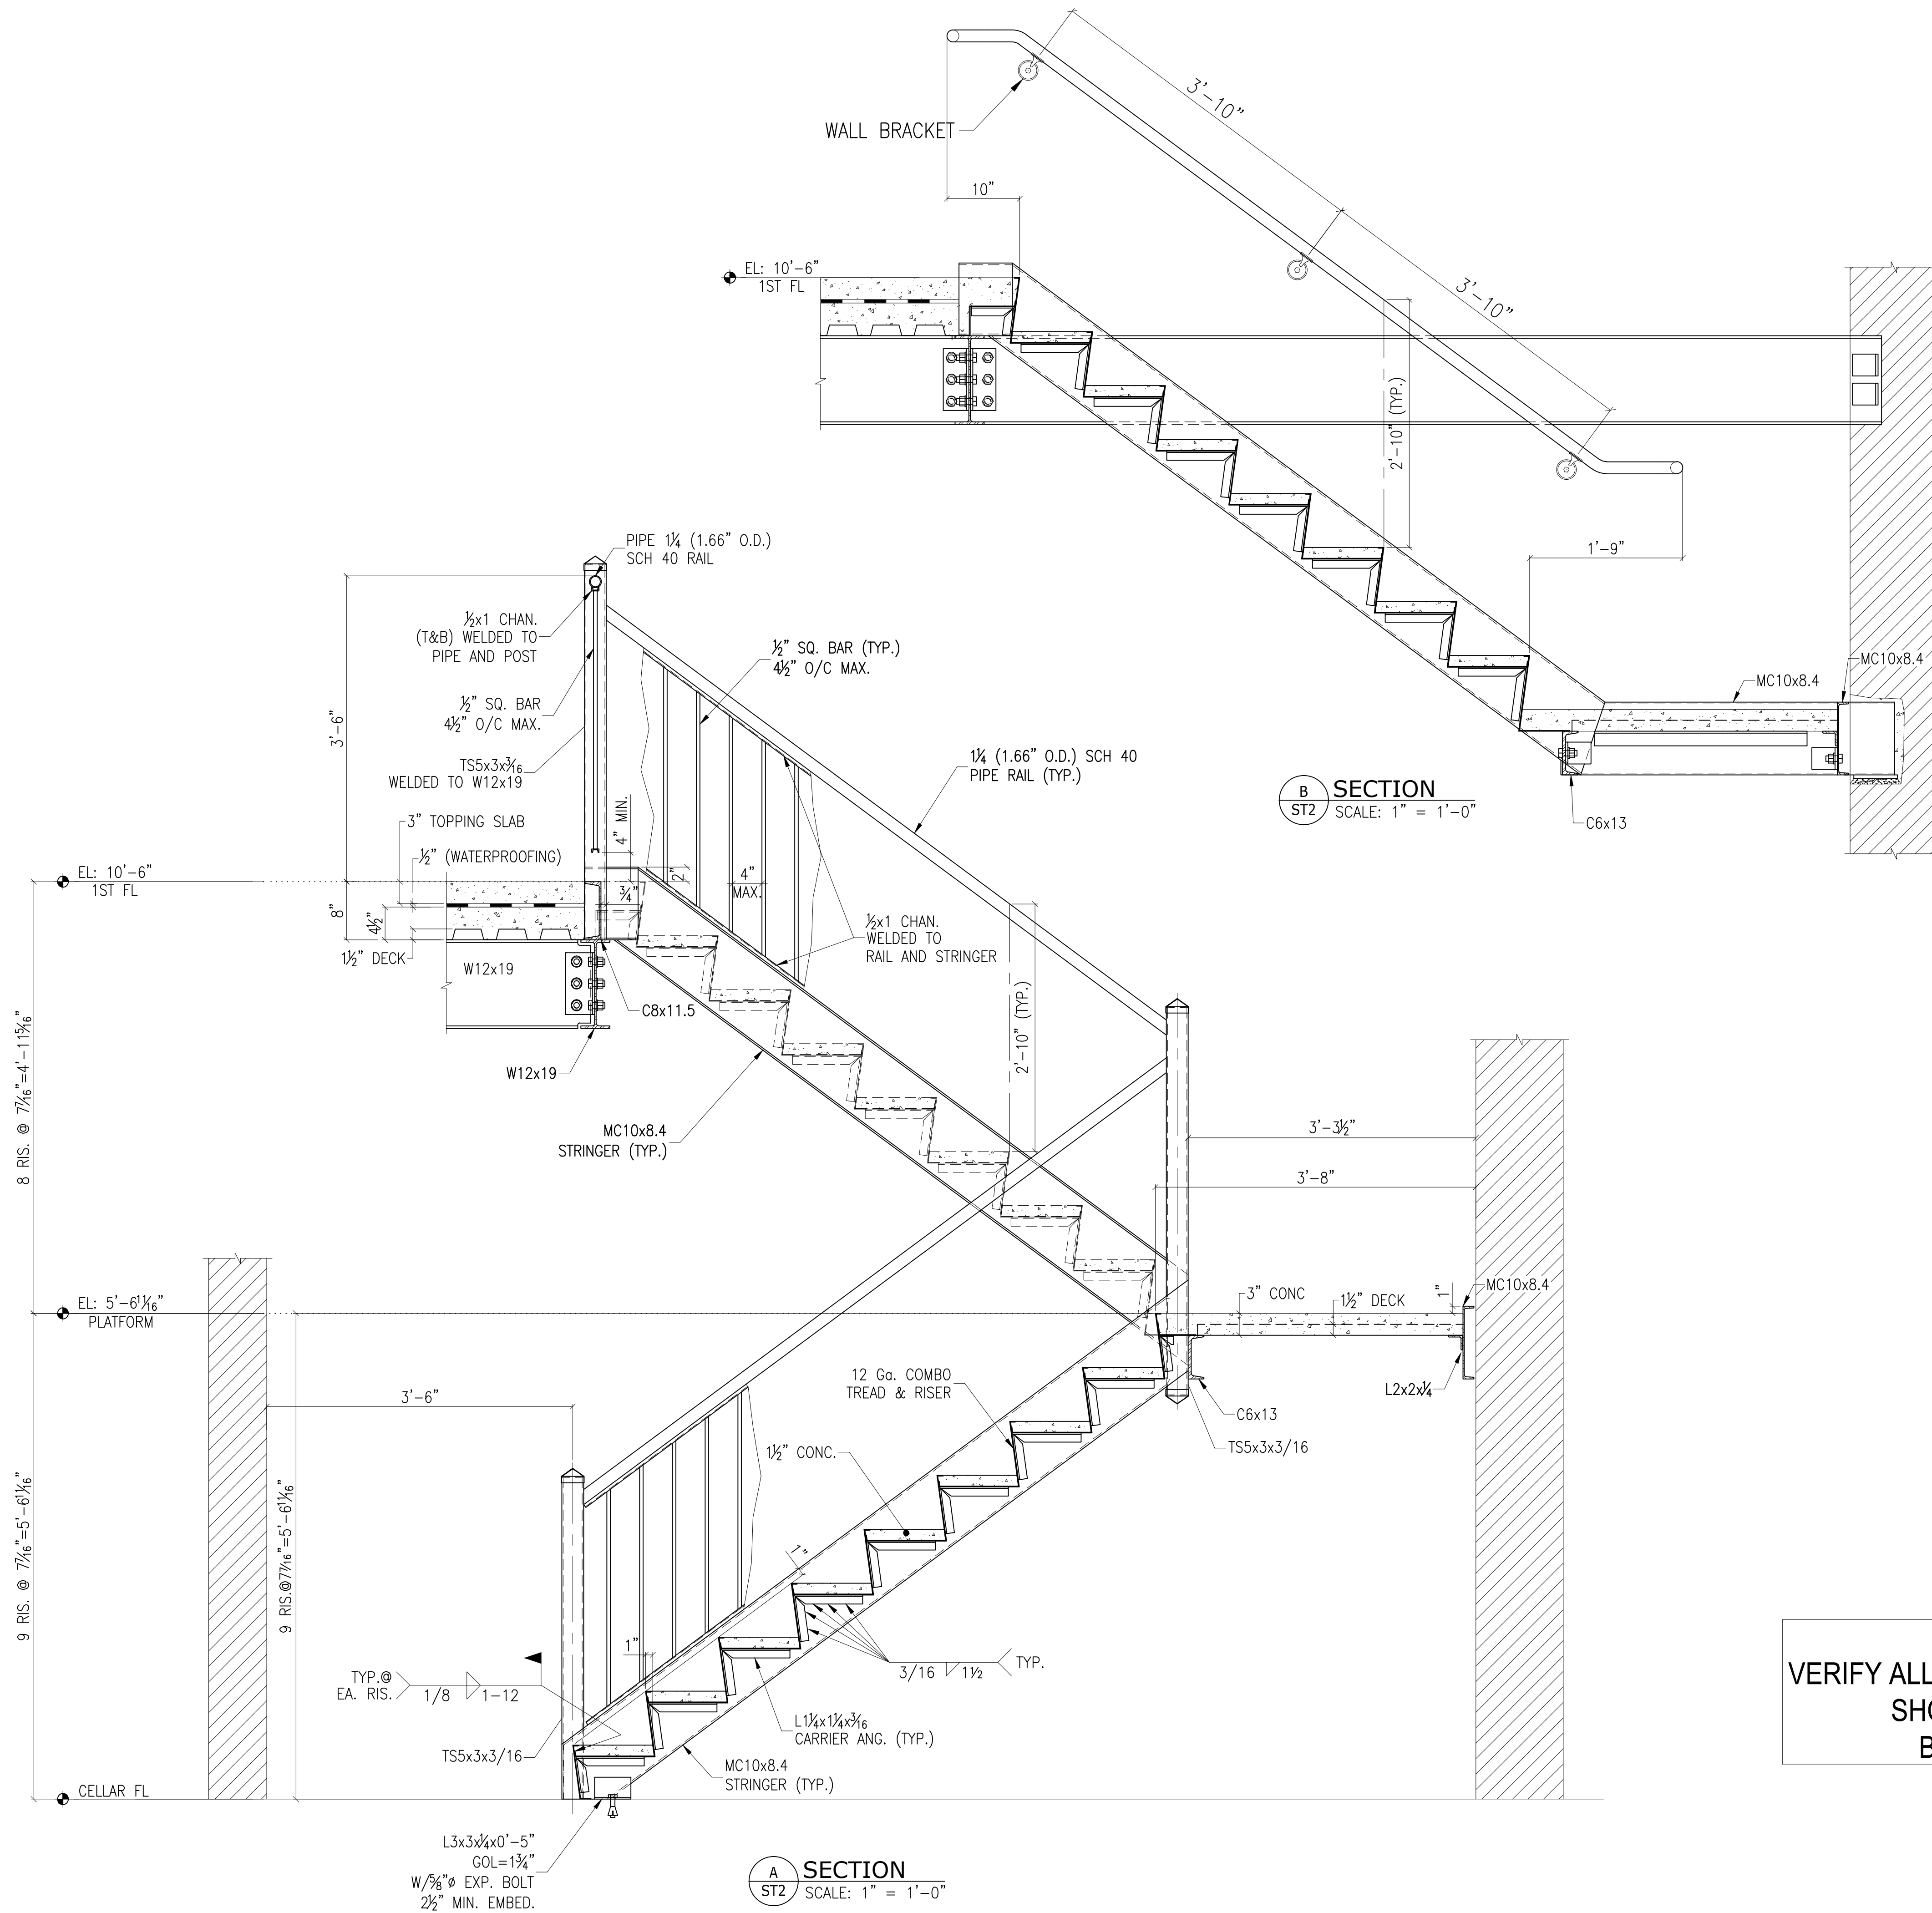 3'-10"
WALL BRACKET
10"
3'-10"
EL: 10'-6"
1ST FL
2'-10" (TYP.)
1'-9"
MC10x8.4
MC10x8.4
C6x13
B
ST2
SECTION
SCALE: 1" = 1'-0"
PIPE 1¼ (1.66" O.D.)
SCH 40 RAIL
½x1 CHAN.
(T&B) WELDED TO
PIPE AND POST
½" SQ. BAR (TYP.)
4½" O/C MAX.
½" SQ. BAR
4½" O/C MAX.
3'-6"
TS5x3x3⁄16
WELDED TO W12x19
1¼ (1.66" O.D.) SCH 40
PIPE RAIL (TYP.)
3" TOPPING SLAB
4" MIN.
½" (WATERPROOFING)
EL: 10'-6"
1ST FL
2"
4"
MAX.
¾"
8"
4½"
1½" DECK
W12x19
½x1 CHAN.
WELDED TO
RAIL AND STRINGER
C8x11.5
W12x19
2'-10" (TYP.)
MC10x8.4
STRINGER (TYP.)
8 RIS. @ 77⁄16"=4'-1115⁄16"
3'-3½"
3'-8"
EL: 5'-611⁄16"
PLATFORM
3" CONC
1½" DECK
1"
MC10x8.4
L2x2x¼
C6x13
TS5x3x3/16
12 Ga. COMBO
TREAD & RISER
3'-6"
1½" CONC.
9 RIS. @ 77⁄16"=5'-611⁄16"
9 RIS.@77⁄16"=5'-611⁄16"
1"
1"
3/16
1½
TYP.
TYP.@
EA. RIS.
1/8
1-12
L1¼x1¼x3⁄16
CARRIER ANG. (TYP.)
TS5x3x3/16
MC10x8.4
STRINGER (TYP.)
CELLAR FL
L3x3x¼x0'-5"
GOL=1¾"
W/⅝"ø EXP. BOLT
2½" MIN. EMBED.
A
ST2
SECTION
SCALE: 1" = 1'-0"
VERIFY ALL
SHO
B